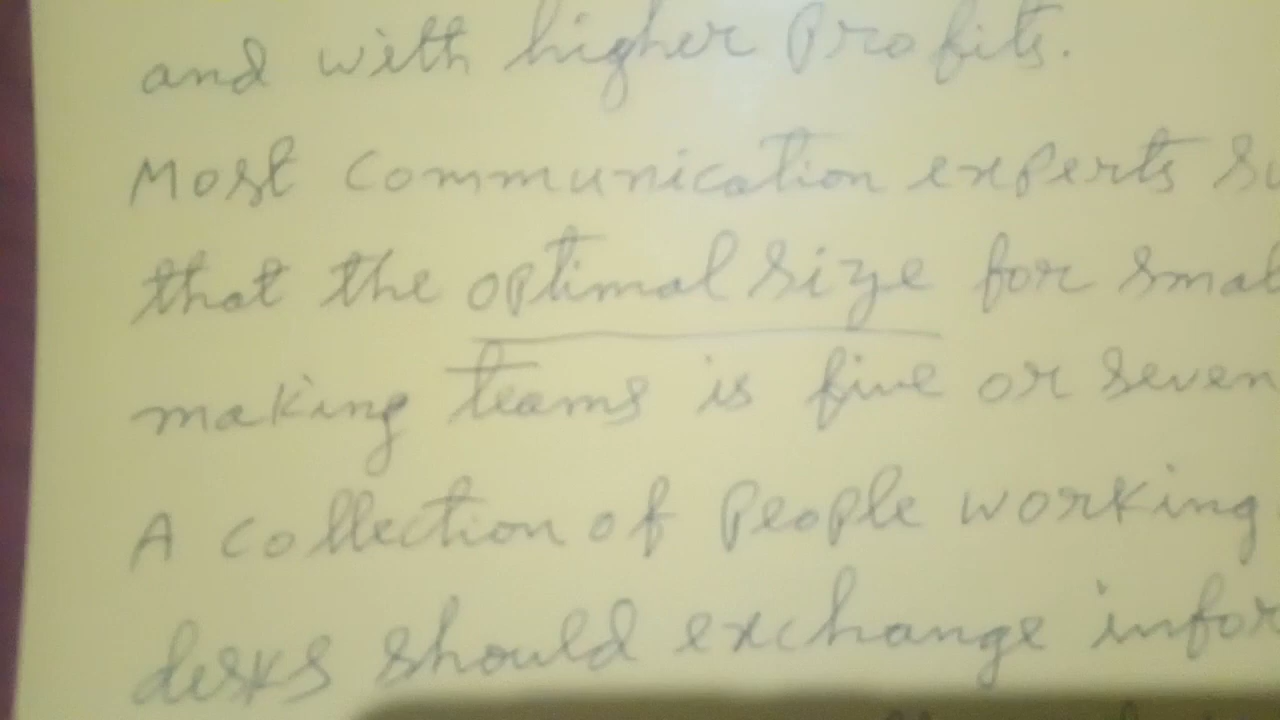 and with higher Profits.
Most Communication experts
that the optimal size for
making teams is five or seven
A collection of People working
desks should exchange